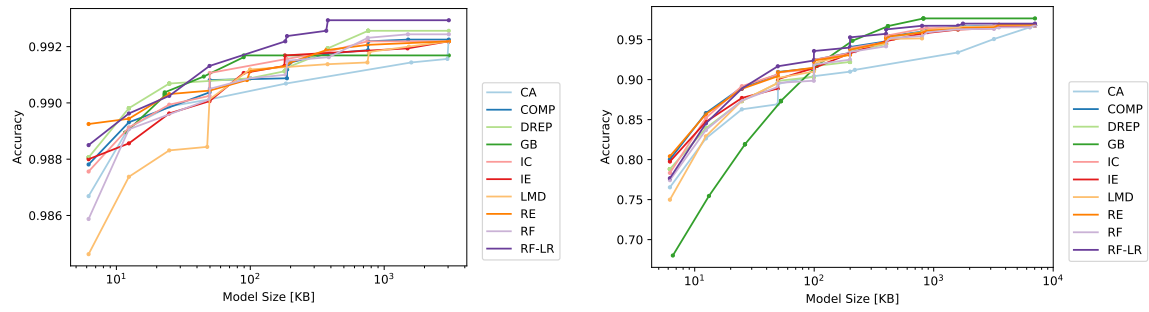 0.992
0.990
0.988
0.986
Accuracy
10¹ 10² 10³
Model Size [KB]
CA
COMP
DREP
GB
IC
IE
LMD
RE
RF
RF-LR
0.95
0.90
0.85
0.80
0.75
0.70
Accuracy
10¹ 10² 10³ 10⁴
Model Size [KB]
CA
COMP
DREP
GB
IC
IE
LMD
RE
RF
RF-LR